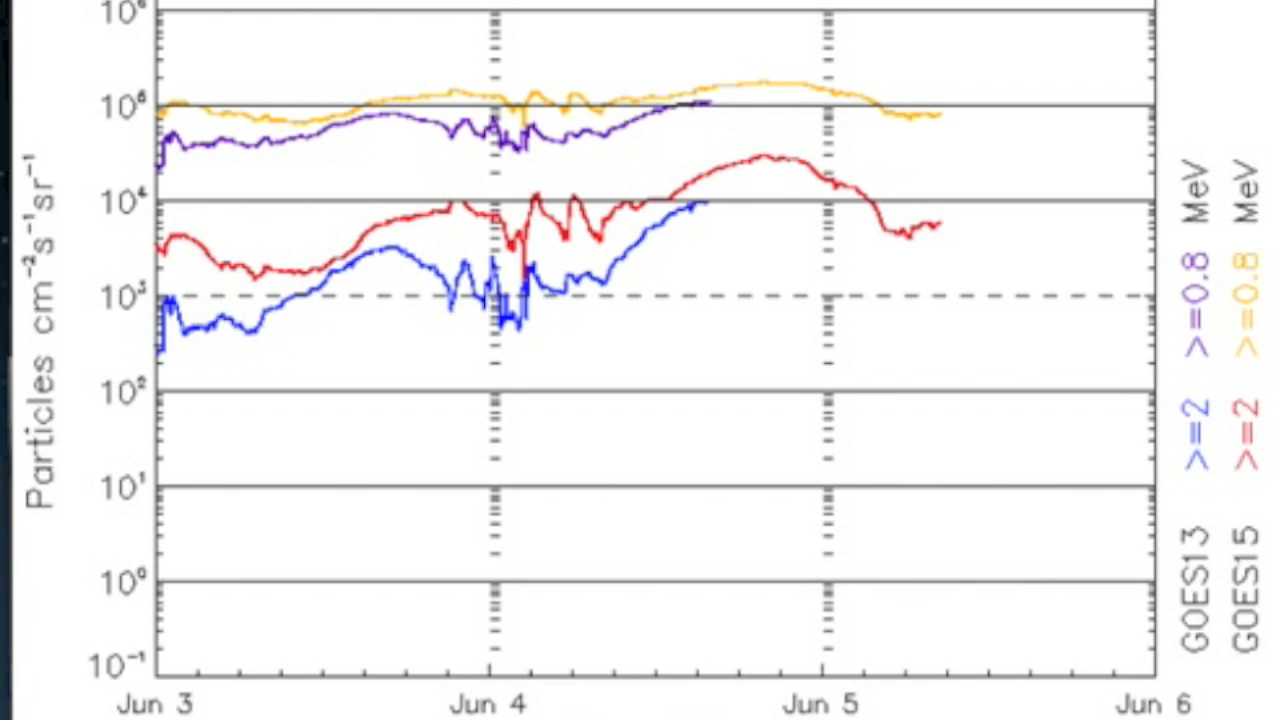 10⁶
10⁵
10⁴
10³
10²
10¹
10⁰
10⁻¹
Particles cm⁻²s⁻¹sr⁻¹
Jun 3
Jun 4
Jun 5
Jun 6
GOES13 >=2 >=0.8 MeV
GOES15 >=2 >=0.8 MeV